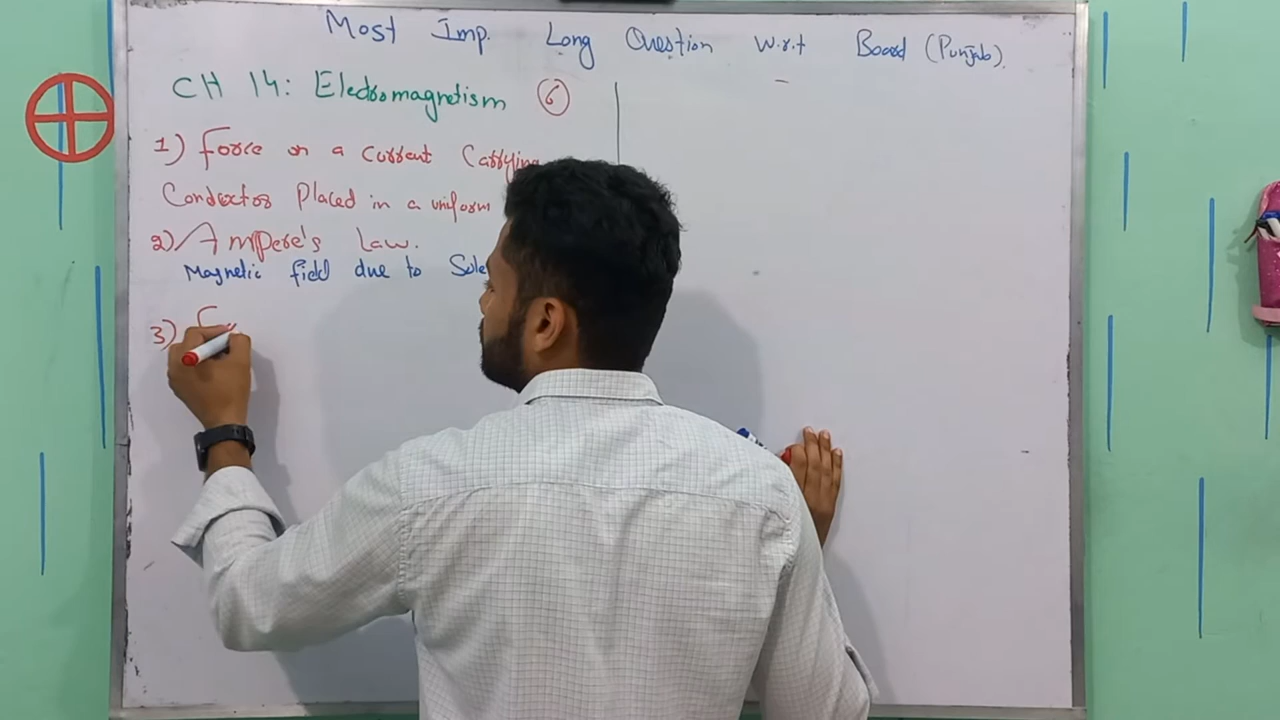 Most Imp. Long Question w.r.t Board (Punjab).
CH 14: Electromagnetism 6
1) Force on a current Carrying
Conductor Placed in a uniform
2) Ampere's Law.
Magnetic field due to Sole
3) F